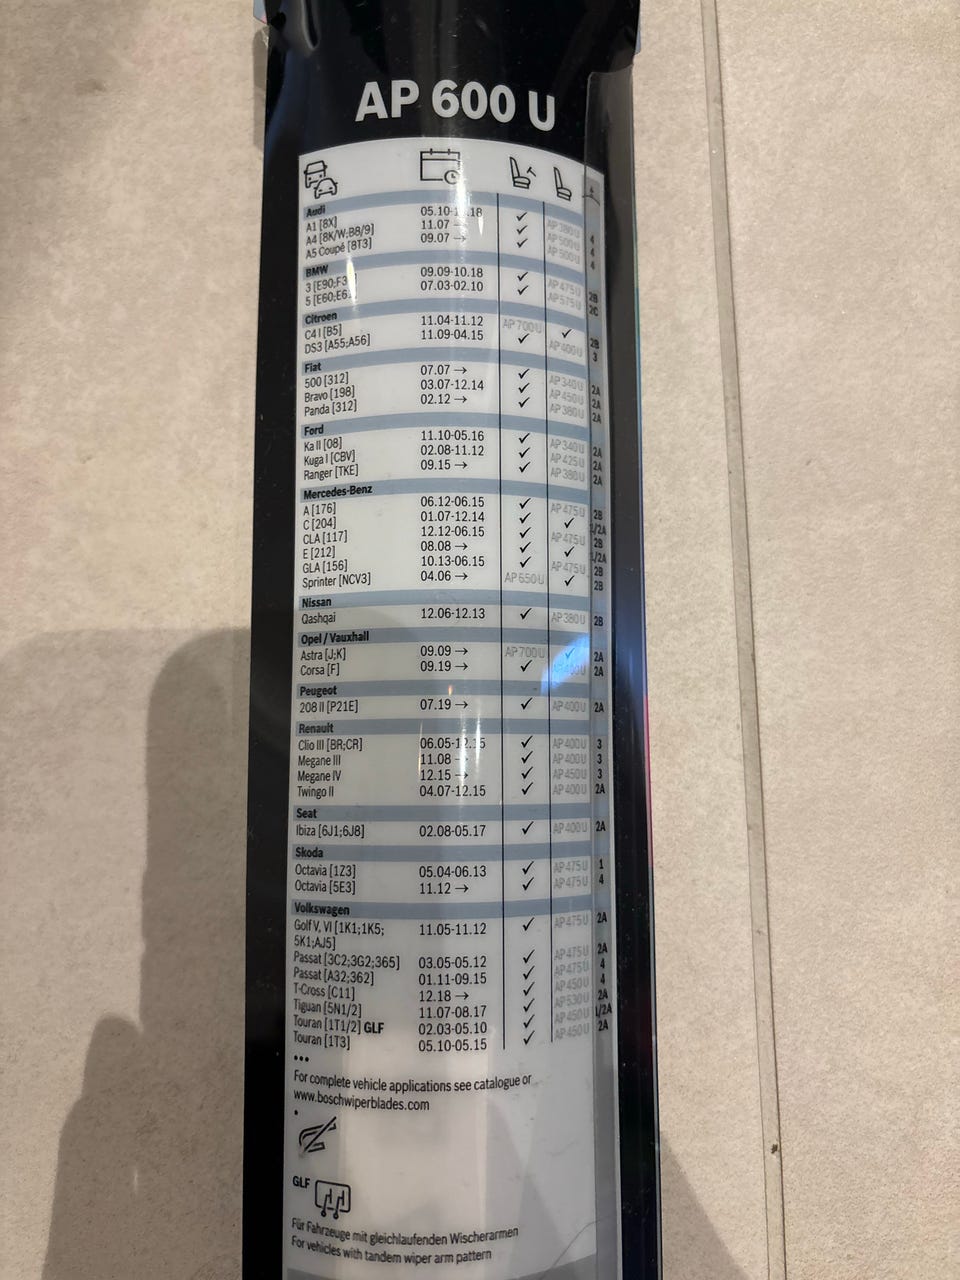 AP 600 U
Audi
A1 [8X] 05.10- .18 ✓ AP 380 U 4
A4 [8K/W;B8/9] 11.07 → ✓ AP 500 U 4
A5 Coupé [8T3] 09.07 → ✓ AP 500 U 4
BMW
3 [E90;F3 09.09-10.18 ✓ AP 475 U 2B
5 [E60;E61 07.03-02.10 ✓ AP 575 U 2C
Citroen
C4 I [B5] 11.04-11.12 AP 700 U ✓ 2B
DS3 [A55;A56] 11.09-04.15 ✓ AP 400 U 3
Fiat
500 [312] 07.07 → ✓ AP 340 U 2A
Bravo [198] 03.07-12.14 ✓ AP 450 U 2A
Panda [312] 02.12 → ✓ AP 380 U 2A
Ford
Ka II [08] 11.10-05.16 ✓ AP 340 U 2A
Kuga I [CBV] 02.08-11.12 ✓ AP 425 U 2A
Ranger [TKE] 09.15 → ✓ AP 380 U 2A
Mercedes-Benz
A [176] 06.12-06.15 ✓ AP 475 U 2B
C [204] 01.07-12.14 ✓ ✓ 1/2A
CLA [117] 12.12-06.15 ✓ AP 475 U 2B
E [212] 08.08 → ✓ ✓ 1/2A
GLA [156] 10.13-06.15 ✓ AP 475 U 2B
Sprinter [NCV3] 04.06 → AP 650 U ✓ 2B
Nissan
Qashqai 12.06-12.13 ✓ AP 380 U 2B
Opel / Vauxhall
Astra [J;K] 09.09 → AP 700 U ✓ 2A
Corsa [F] 09.19 → ✓ 2A
Peugeot
208 II [P21E] 07.19 → ✓ AP 400 U 2A
Renault
Clio III [BR;CR] 06.05-12.15 ✓ AP 400 U 3
Megane III 11.08 → ✓ AP 400 U 3
Megane IV 12.15 → ✓ AP 450 U 3
Twingo II 04.07-12.15 ✓ AP 400 U 2A
Seat
Ibiza [6J1;6J8] 02.08-05.17 ✓ AP 400 U 2A
Skoda
Octavia [1Z3] 05.04-06.13 ✓ AP 475 U 1
Octavia [5E3] 11.12 → ✓ AP 475 U 4
Volkswagen
Golf V, VI [1K1;1K5; 11.05-11.12 ✓ AP 475 U 2A
5K1;AJ5]
Passat [3C2;3G2;365] 03.05-05.12 ✓ AP 475 U 2A
Passat [A32;362] 01.11-09.15 ✓ AP 475 U 4
T-Cross [C11] 12.18 → ✓ AP 450 U 4
Tiguan [5N1/2] 11.07-08.17 ✓ AP 530 U 2A
Touran [1T1/2] GLF 02.03-05.10 ✓ AP 450 U 1/2A
Touran [1T3] 05.10-05.15 ✓ AP 450 U 2A
•••
For complete vehicle applications see catalogue or
www.boschwiperblades.com
GLF
Für Fahrzeuge mit gleichlaufenden Wischerarmen
For vehicles with tandem wiper arm pattern